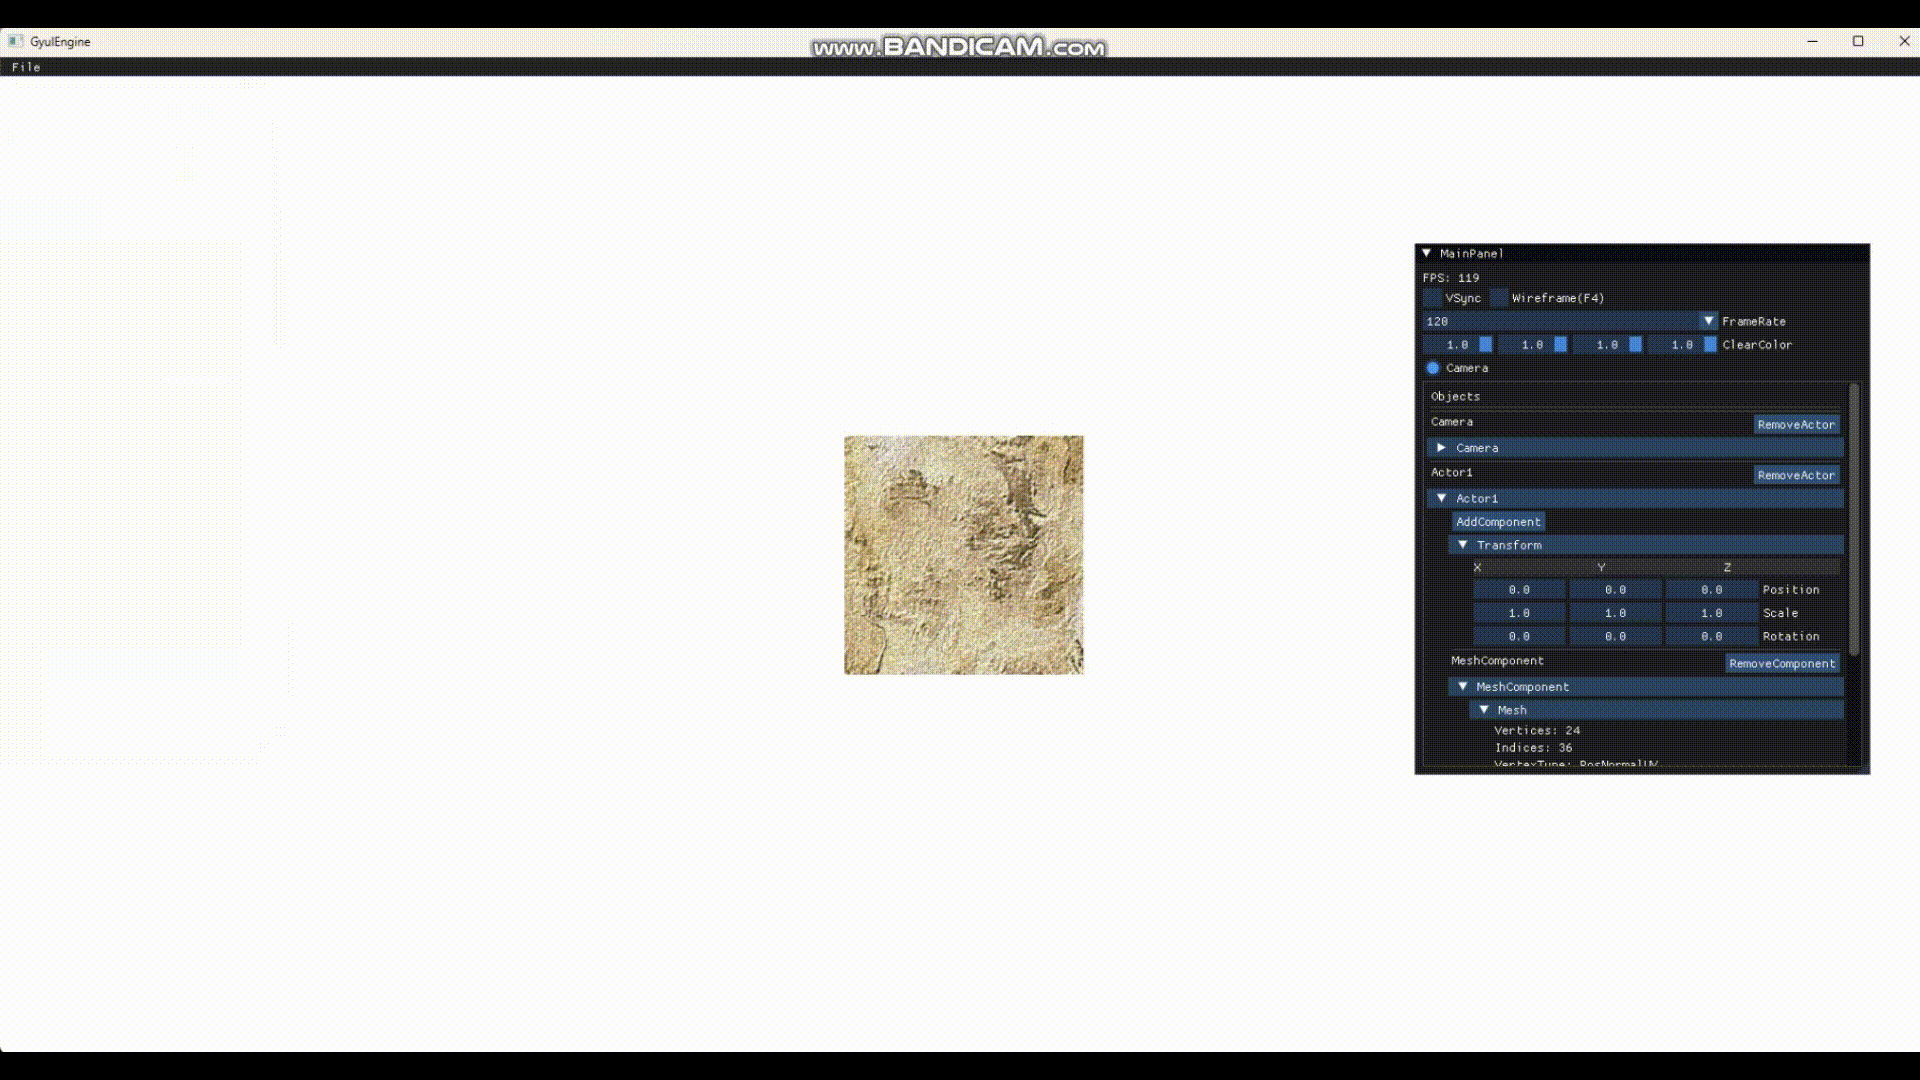 GyulEngine
www.BANDICAM.com
File
MainPanel
FPS: 119
VSync Wireframe(F4)
120 FrameRate
1.0 1.0 1.0 1.0 ClearColor
Camera
Objects
Camera RemoveActor
Camera
Actor1 RemoveActor
Actor1
AddComponent
Transform
X Y Z
0.0 0.0 0.0 Position
1.0 1.0 1.0 Scale
0.0 0.0 0.0 Rotation
MeshComponent RemoveComponent
MeshComponent
Mesh
Vertices: 24
Indices: 36
VertexType: PosNormalUV